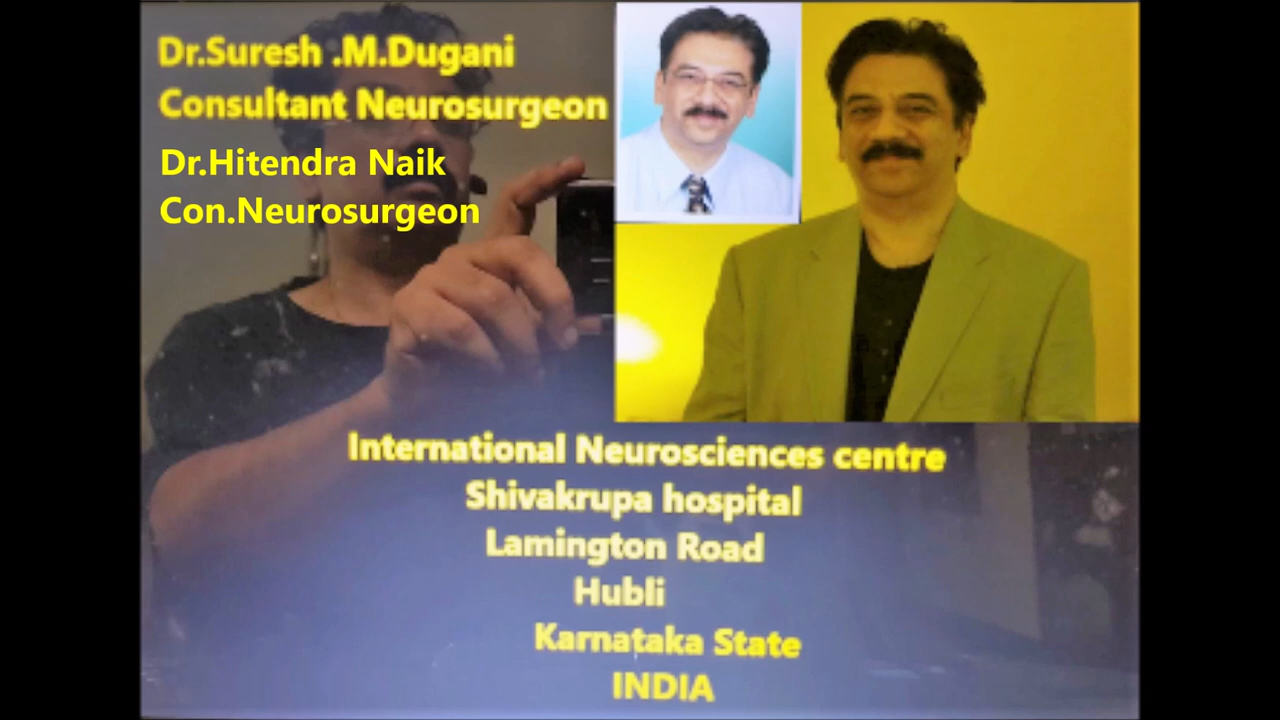 Dr.Suresh .M.Dugani
Consultant Neurosurgeon
Dr.Hitendra Naik
Con.Neurosurgeon
International Neurosciences centre
Shivakrupa hospital
Lamington Road
Hubli
Karnataka State
INDIA